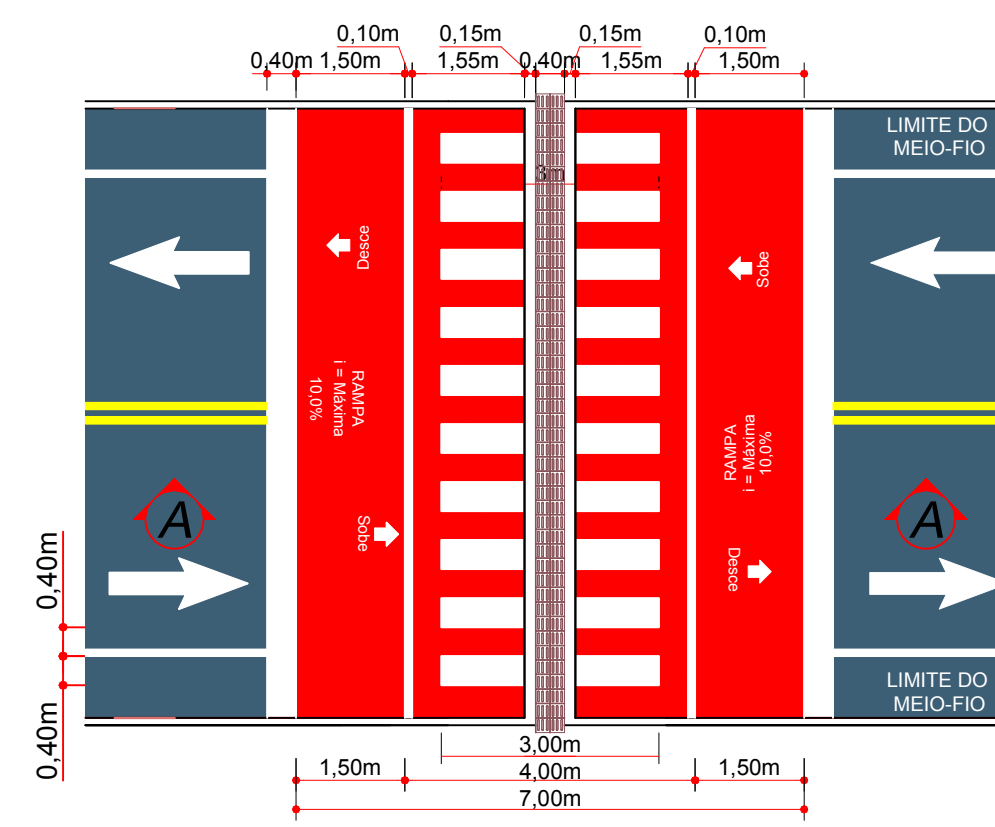 0,10m
0,15m
0,15m
0,10m
0,40m
1,50m
1,55m
0,40m
1,55m
1,50m
LIMITE DO
MEIO-FIO
3m
Desce
Sobe
RAMPA
i = Máxima
10,0%
RAMPA
i = Máxima
10,0%
A
A
Sobe
Desce
0,40m
0,40m
LIMITE DO
MEIO-FIO
3,00m
1,50m
4,00m
1,50m
7,00m